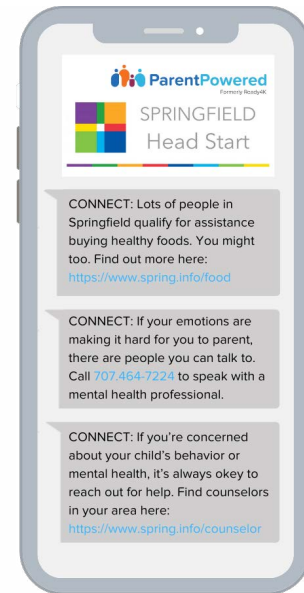 ParentPowered
Formerly Ready4K
SPRINGFIELD
Head Start
CONNECT: Lots of people in
Springfield qualify for assistance
buying healthy foods. You might
too. Find out more here:
https://www.spring.info/food
CONNECT: If your emotions are
making it hard for you to parent,
there are people you can talk to.
Call 707.464-7224 to speak with a
mental health professional.
CONNECT: If you're concerned
about your child's behavior or
mental health, it's always okey to
reach out for help. Find counselors
in your area here:
https://www.spring.info/counselor